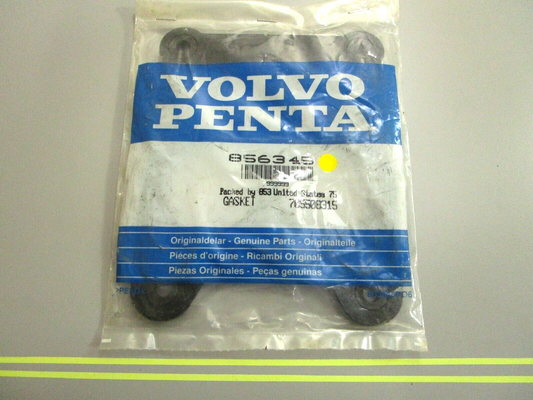 VOLVO
PENTA
856345
Packed by 853 United States 75
GASKET
Originaldelar - Genuine Parts - Originalteile
Pièces d'origine - Ricambi Originali
Piezas Originales - Peças genuinas